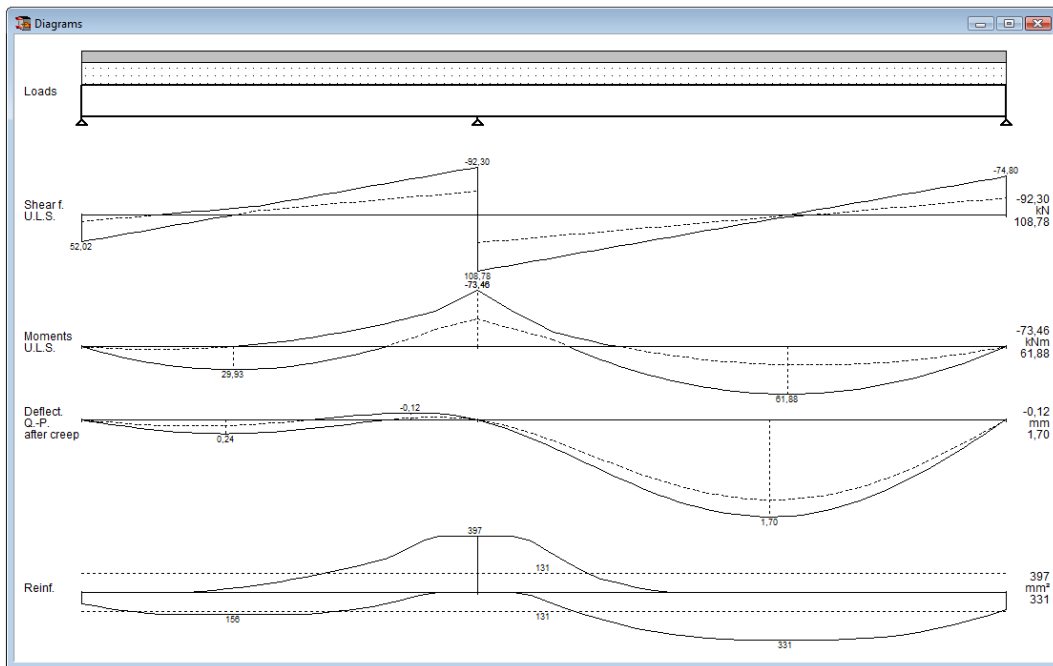 Diagrams
Loads
-92,30
-74,80
Shear f.
U.L.S.
-92,30
kN
108,78
52,02
108,78
-73,46
Moments
U.L.S.
-73,46
kNm
61,88
29,93
61,88
Deflect.
Q.-P.
after creep
-0,12
-0,12
mm
1,70
0,24
1,70
397
131
Reinf.
397
mm²
331
156
131
331